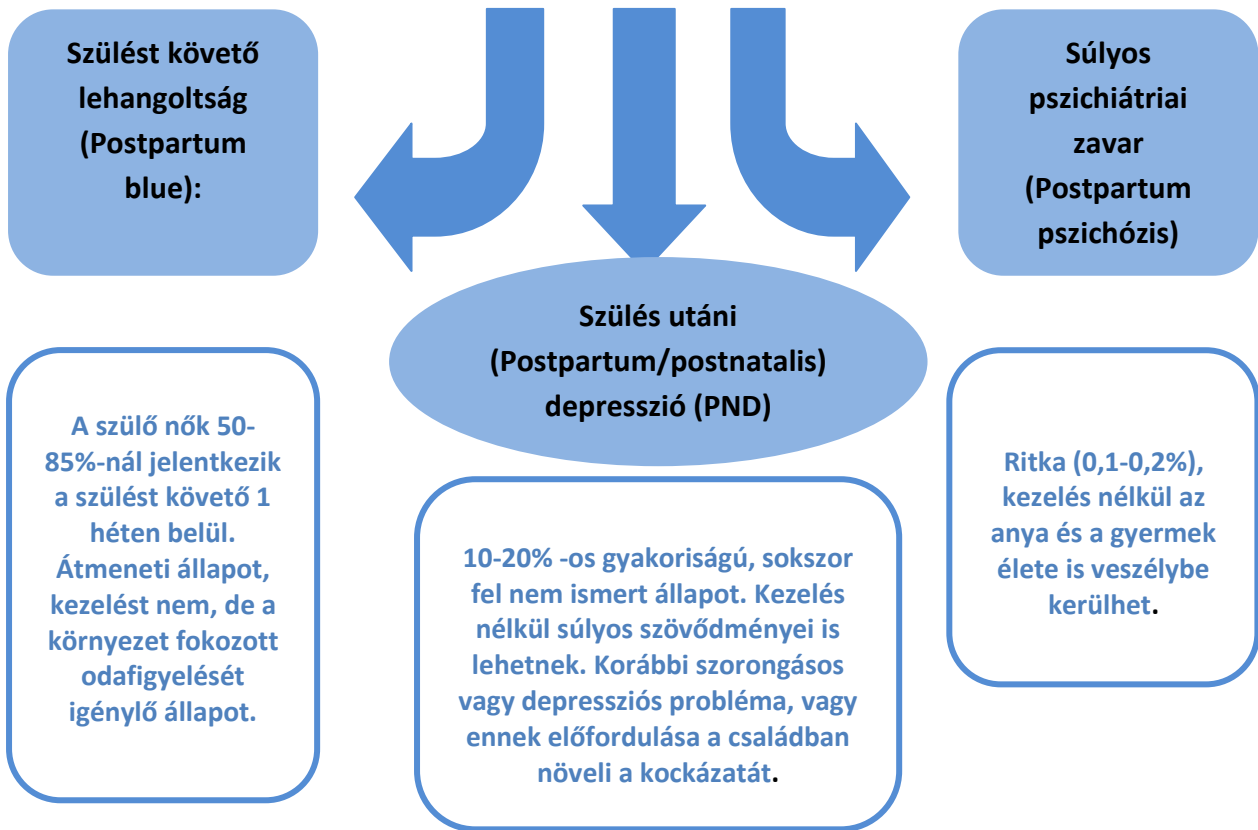 Szülést követő
lehangoltság
(Postpartum
blue):
Súlyos
pszichiátriai
zavar
(Postpartum
pszichózis)
Szülés utáni
(Postpartum/postnatalis)
depresszió (PND)
A szülő nők 50-
85%-nál jelentkezik
a szülést követő 1
héten belül.
Átmeneti állapot,
kezelést nem, de a
környezet fokozott
odafigyelését
igénylő állapot.
10-20% -os gyakoriságú, sokszor
fel nem ismert állapot. Kezelés
nélkül súlyos szövődményei is
lehetnek. Korábbi szorongásos
vagy depressziós probléma, vagy
ennek előfordulása a családban
növeli a kockázatát.
Ritka (0,1-0,2%),
kezelés nélkül az
anya és a gyermek
élete is veszélybe
kerülhet.